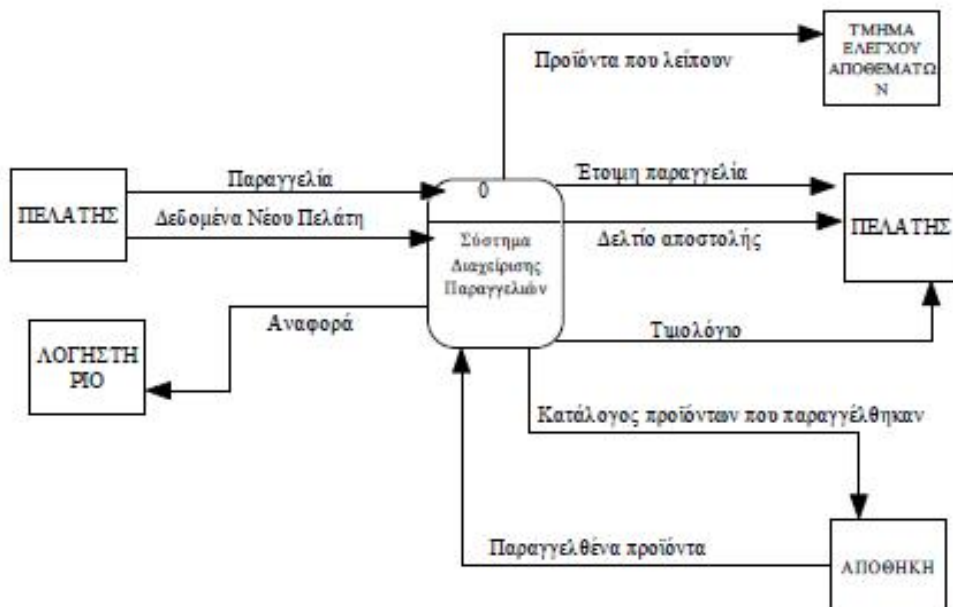 ΤΜΗΜΑ
ΕΛΕΓΧΟΥ
ΑΠΟΘΕΜΑΤΩ
Ν
Προϊόντα που λείπουν
Παραγγελία
0
Έτοιμη παραγγελία
ΠΕΛΑΤΗΣ
Δεδομένα Νέου Πελάτη
Σύστημα
Διαχείρισης
Παραγγελιών
Δελτίο αποστολής
ΠΕΛΑΤΗΣ
Αναφορά
Τιμολόγιο
ΛΟΓΗΣΤΗ
ΡΙΟ
Κατάλογος προϊόντων που παραγγέλθηκαν
Παραγγελθένα προϊόντα
ΑΠΟΘΗΚΗ